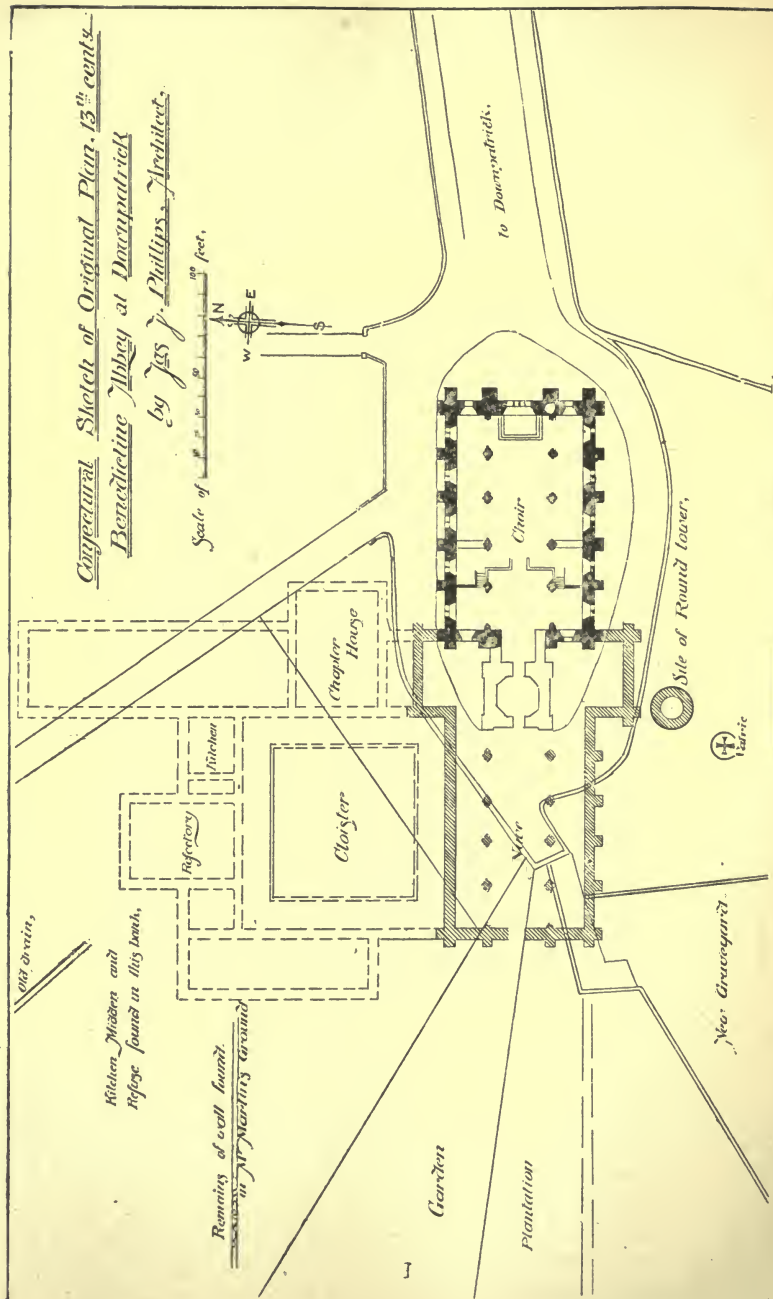 Conjectural Sketch of Original Plan. 13th centy
Benedictine Abbey at Downpatrick
by Jas J. Phillips, Architect,
Scale of
100 feet,
N
W
E
S
to Downpatrick,
Old drain,
Kitchen Midden and
Refuse found in this bank,
Remains of wall found
in Mr Martins Ground
Refectory
Kitchen
Chapter
House
Cloister
Choir
Nave
Site of Round tower,
New Graveyard
Garden
Plantation